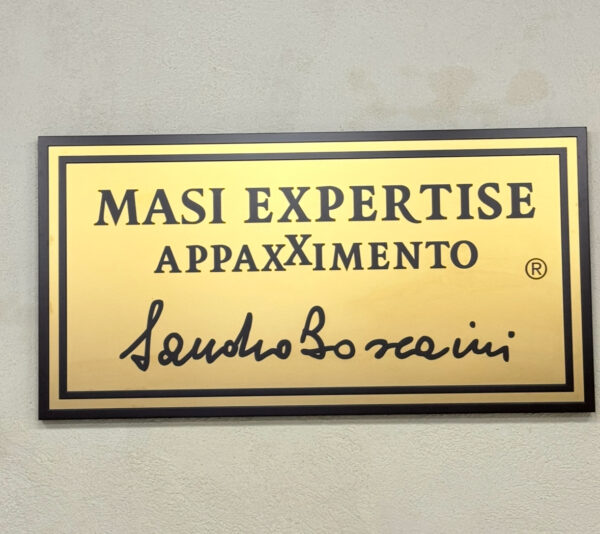 MASI EXPERTISE
APPAXXIMENTO
®
Sandro Boscaini